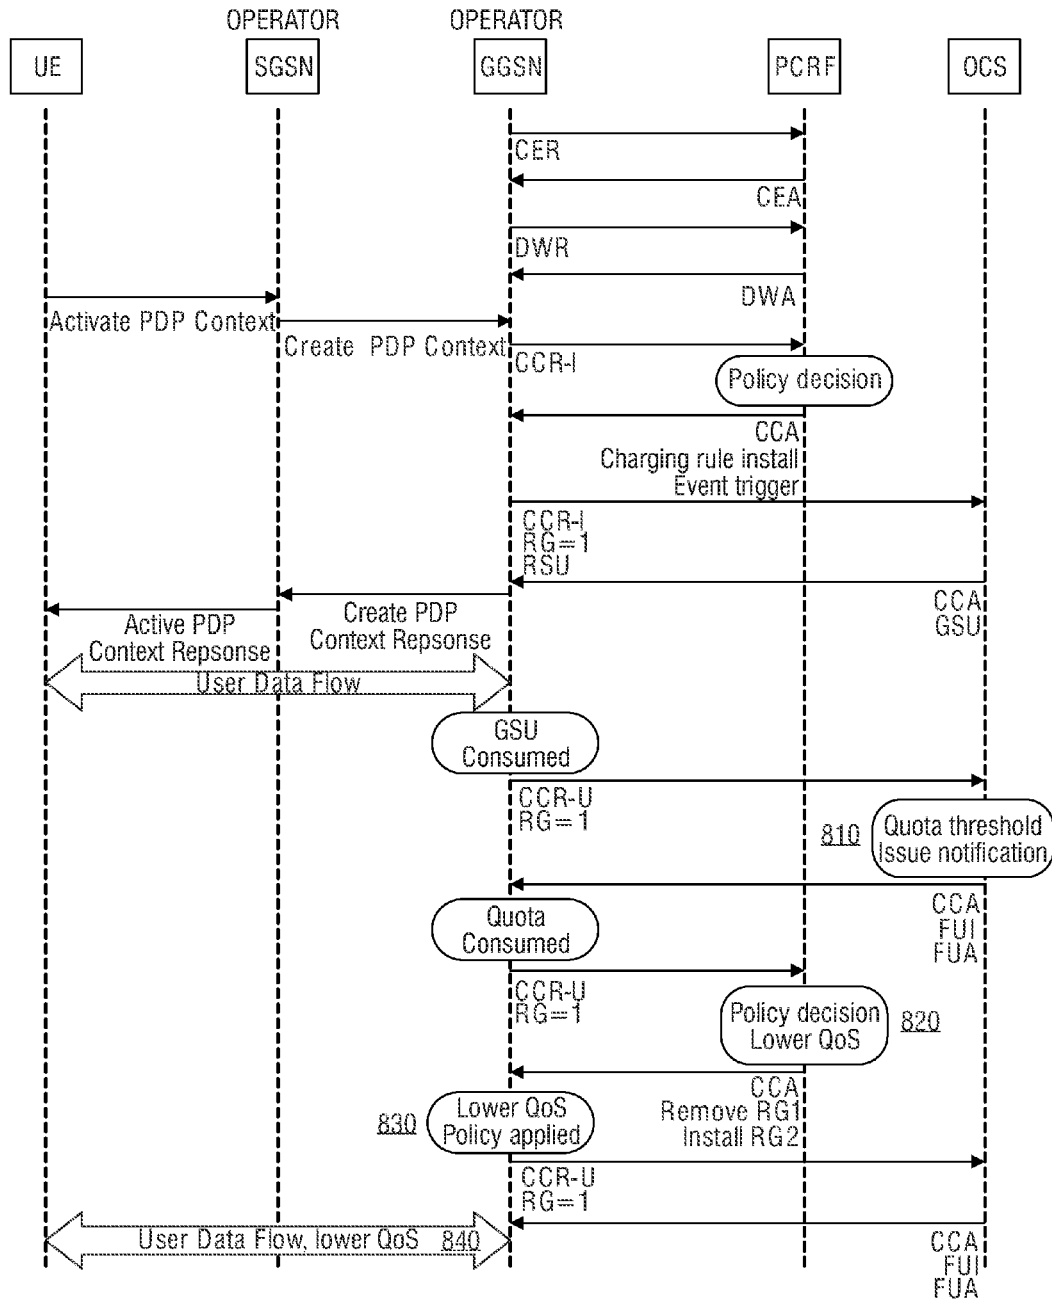 OPERATOR OPERATOR
UE SGSN GGSN PCRF OCS
CER
CEA
DWR
DWA
Activate PDP Context
Create PDP Context
CCR-I
Policy decision
CCA
Charging rule install
Event trigger
CCR-I
RG=1
RSU
CCA
GSU
Create PDP
Context Repsonse
Active PDP
Context Repsonse
User Data Flow
GSU
Consumed
CCR-U
RG=1
810
Quota threshold
Issue notification
CCA
FUI
FUA
Quota
Consumed
CCR-U
RG=1
Policy decision
Lower QoS
820
CCA
Remove RG1
Install RG2
830
Lower QoS
Policy applied
CCR-U
RG=1
User Data Flow, lower QoS 840
CCA
FUI
FUA